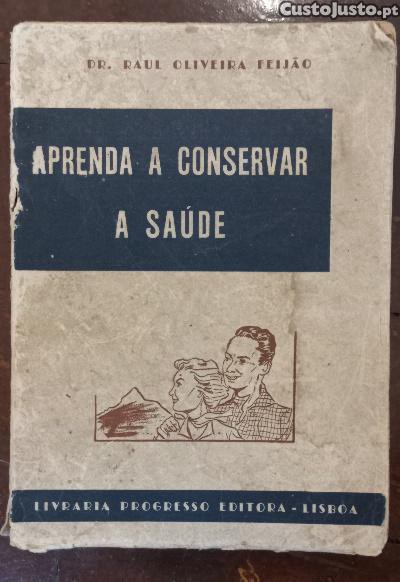 CustoJusto.pt
DR. RAUL OLIVEIRA FEIJÃO
APRENDA A CONSERVAR
A SAÚDE
LIVRARIA PROGRESSO EDITORA - LISBOA